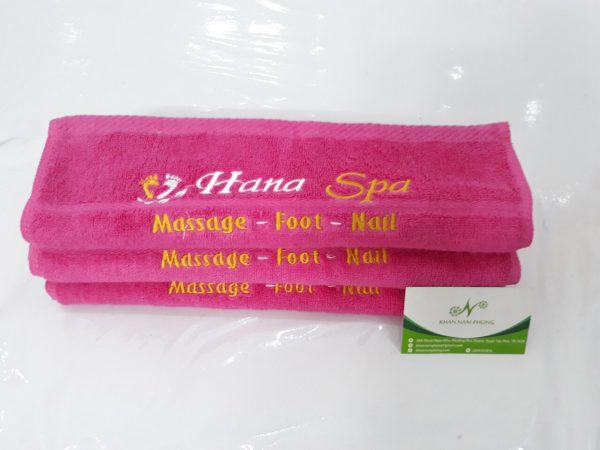 Hana Spa
Massage - Foot - Nail
Massage - Foot - Nail
Massage - Foot - Nail
N
KHAN NAM PHONG